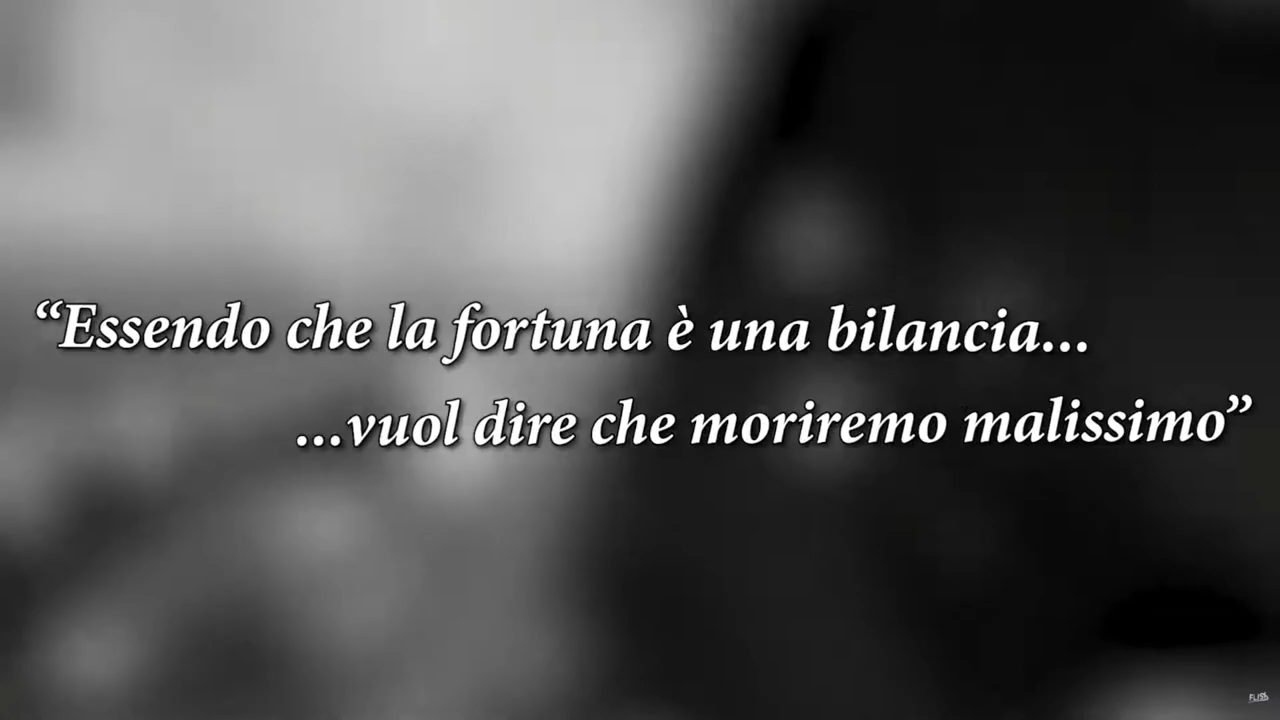 “Essendo che la fortuna è una bilancia...
...vuol dire che moriremo malissimo”